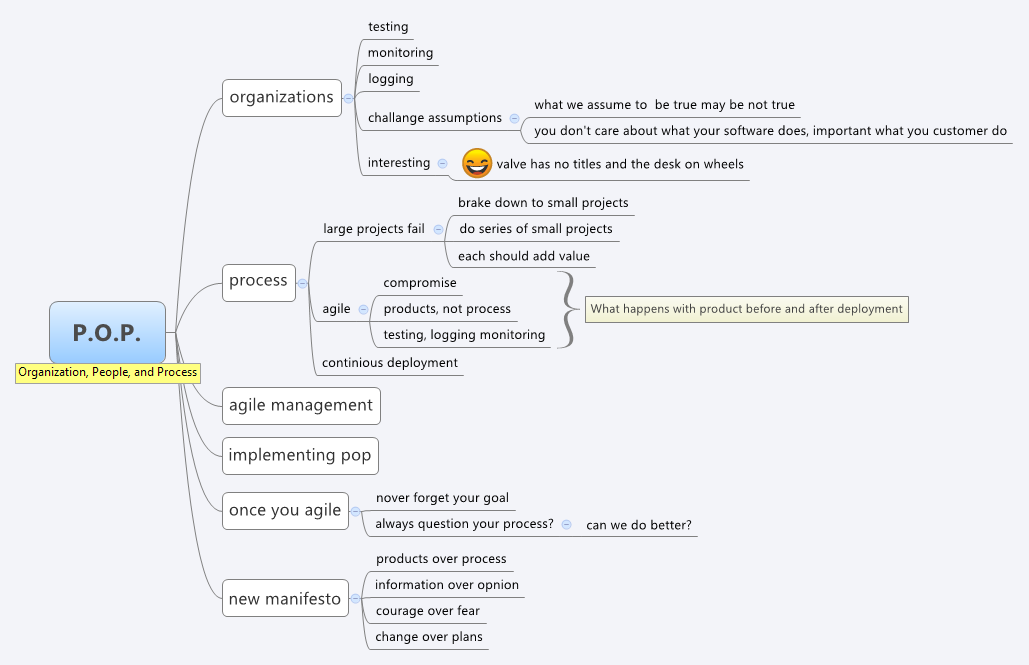 P.O.P.
Organization, People, and Process
organizations
testing
monitoring
logging
challange assumptions
what we assume to  be true may be not true
you don't care about what your software does, important what you customer do
interesting
valve has no titles and the desk on wheels
process
large projects fail
brake down to small projects
do series of small projects
each should add value
agile
compromise
products, not process
testing, logging monitoring
What happens with product before and after deployment
continious deployment
agile management
implementing pop
once you agile
nover forget your goal
always question your process?
can we do better?
new manifesto
products over process
information over opnion
courage over fear
change over plans